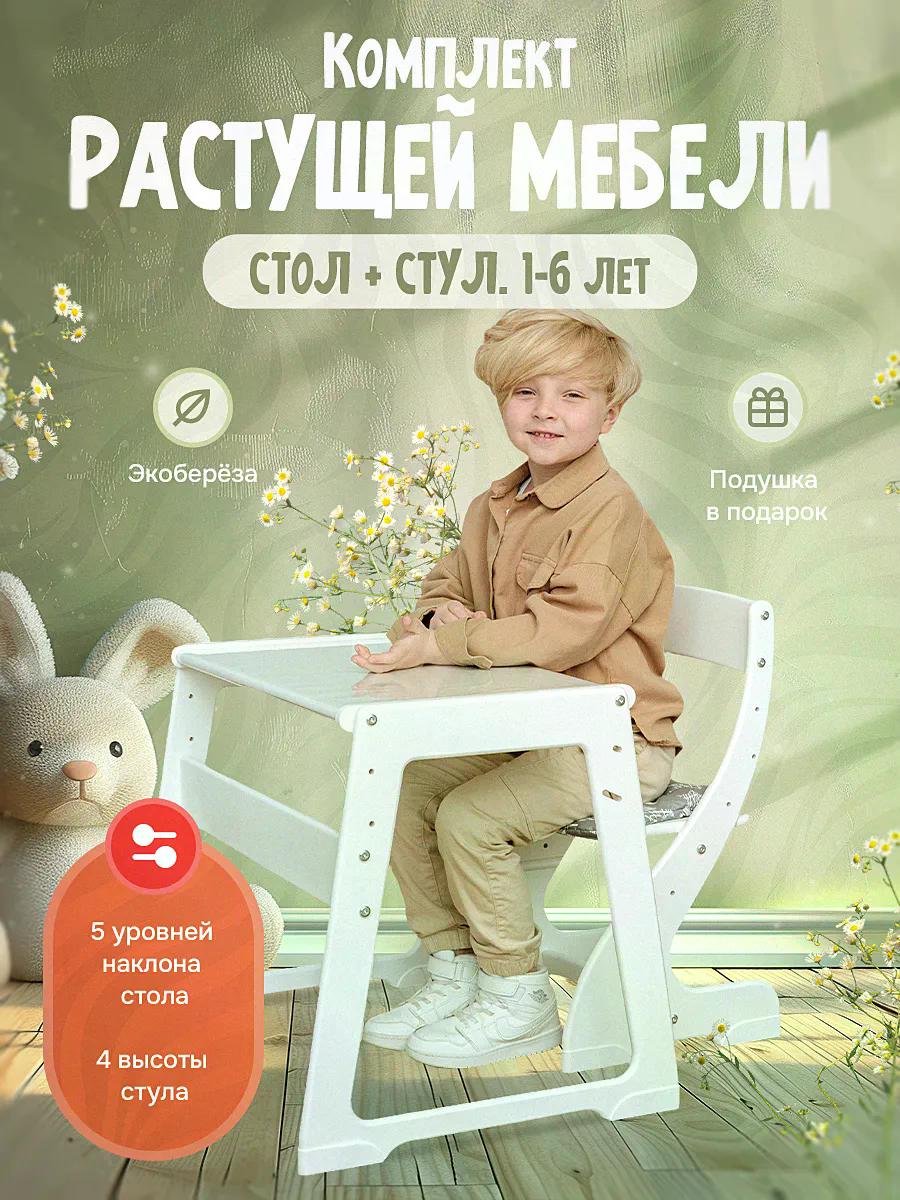 Комплект
растущей мебели
стол + стул. 1-6 лет
Экоберёза
Подушка
в подарок
5 уровней
наклона
стола
4 высоты
стула